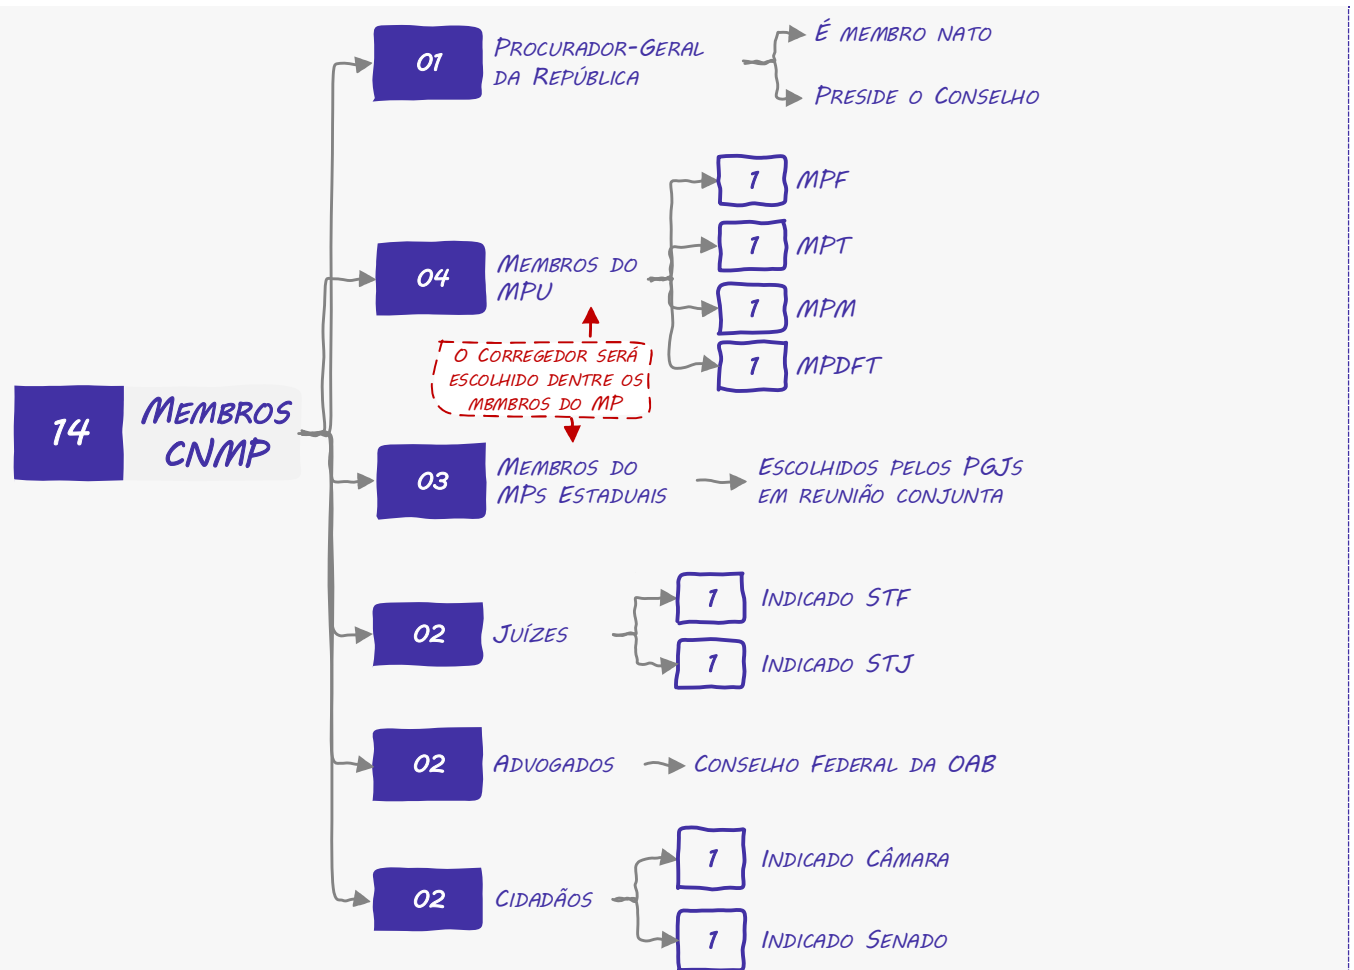 01
Procurador-Geral
da República
É membro nato
Preside o Conselho
04
Membros do
MPU
1
MPF
1
MPT
1
MPM
1
MPDFT
O Corregedor será
escolhido dentre os
mbmbros do MP
14
Membros
CNMP
03
Membros do
MPs Estaduais
Escolhidos pelos PGJs
em reunião conjunta
02
Juízes
1
Indicado STF
1
Indicado STJ
02
Advogados
Conselho Federal da OAB
02
Cidadãos
1
Indicado Câmara
1
Indicado Senado